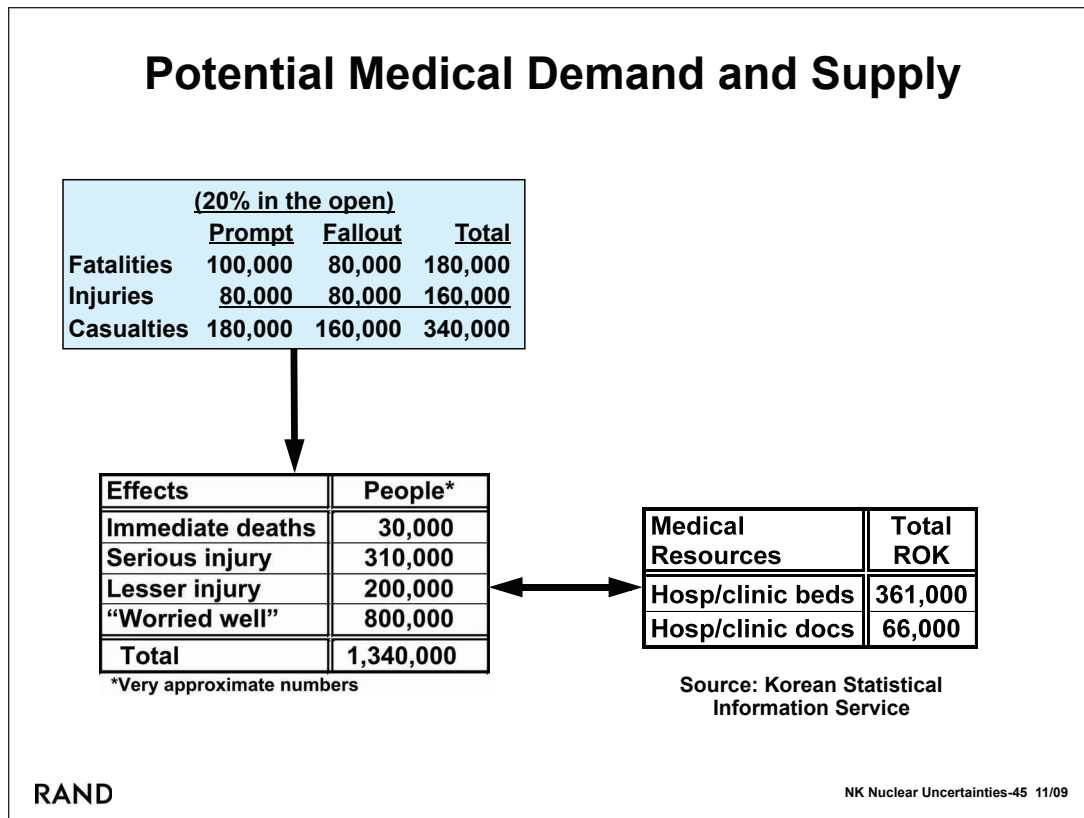 Potential Medical Demand and Supply
(20% in the open)
Prompt Fallout Total
Fatalities 100,000 80,000 180,000
Injuries 80,000 80,000 160,000
Casualties 180,000 160,000 340,000
Effects People*
Immediate deaths 30,000
Serious injury 310,000
Lesser injury 200,000
“Worried well” 800,000
Total 1,340,000
*Very approximate numbers
Medical Total
Resources ROK
Hosp/clinic beds 361,000
Hosp/clinic docs 66,000
Source: Korean Statistical
Information Service
RAND
NK Nuclear Uncertainties-45 11/09